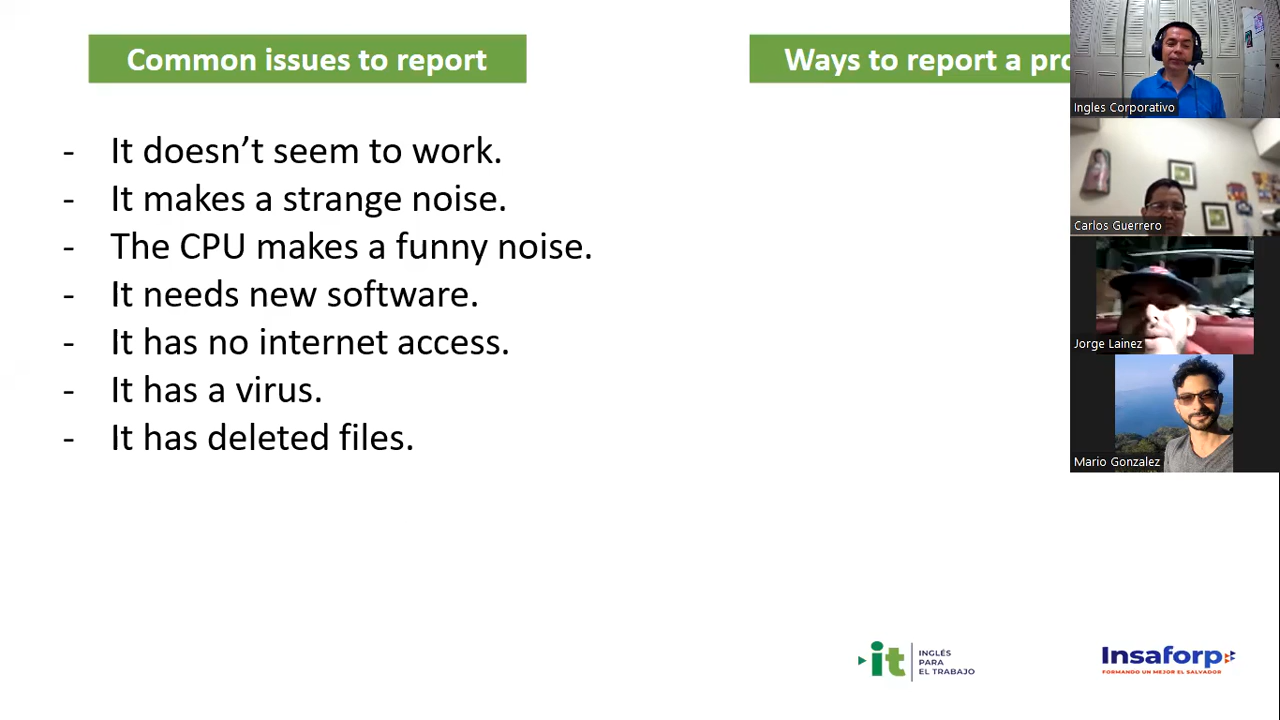 Common issues to report
Ways to report a pro
- It doesn’t seem to work.
- It makes a strange noise.
- The CPU makes a funny noise.
- It needs new software.
- It has no internet access.
- It has a virus.
- It has deleted files.
Ingles Corporativo
Carlos Guerrero
Jorge Lainez
Mario Gonzalez
it
INGLÉS
PARA
EL TRABAJO
Insaforp
FORMANDO UN MEJOR EL SALVADOR